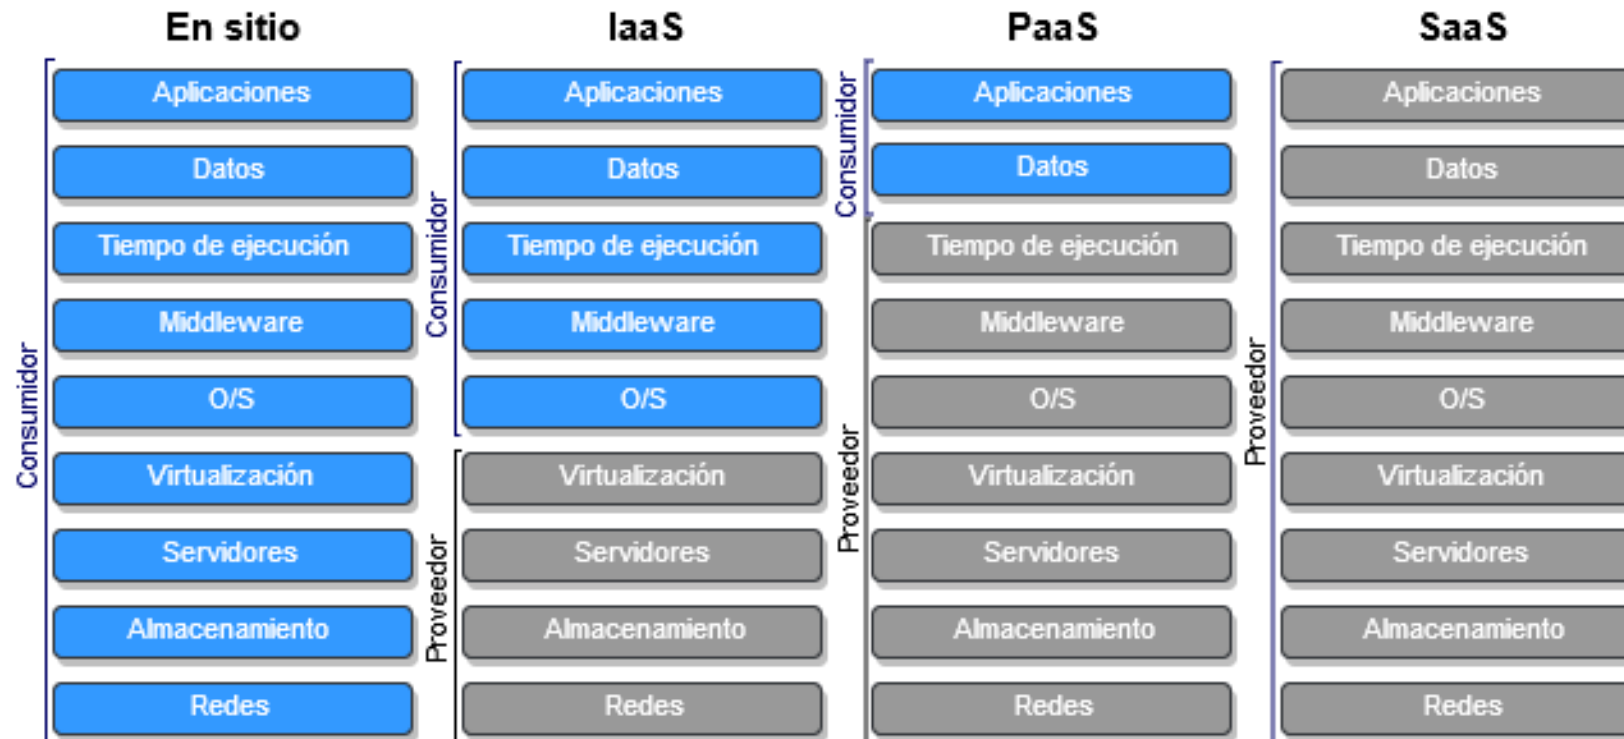 En sitio
IaaS
PaaS
SaaS
Consumidor
Aplicaciones
Datos
Tiempo de ejecución
Middleware
O/S
Virtualización
Servidores
Almacenamiento
Redes
Consumidor
Proveedor
Aplicaciones
Datos
Tiempo de ejecución
Middleware
O/S
Virtualización
Servidores
Almacenamiento
Redes
Consumidor
Proveedor
Aplicaciones
Datos
Tiempo de ejecución
Middleware
O/S
Virtualización
Servidores
Almacenamiento
Redes
Proveedor
Aplicaciones
Datos
Tiempo de ejecución
Middleware
O/S
Virtualización
Servidores
Almacenamiento
Redes